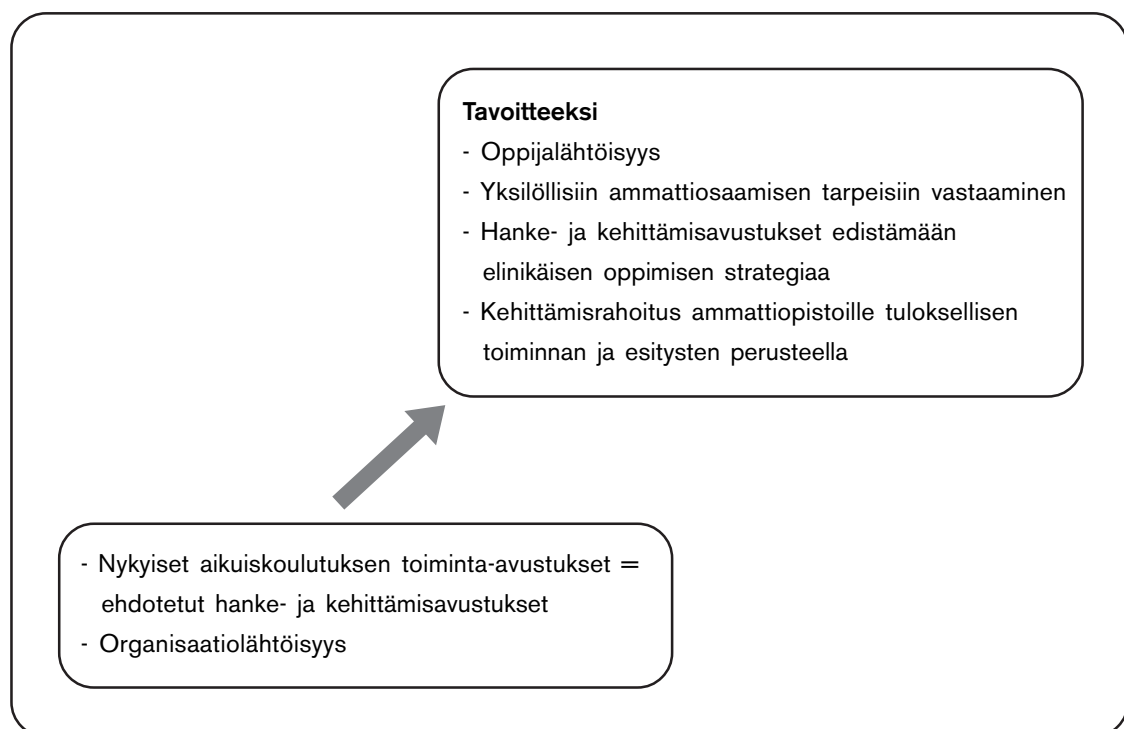 Tavoitteeksi
- Oppijalähtöisyys
- Yksilöllisiin ammattiosaamisen tarpeisiin vastaaminen
- Hanke- ja kehittämisavustukset edistämään
elinikäisen oppimisen strategiaa
- Kehittämisrahoitus ammattiopistoille tuloksellisen
toiminnan ja esitysten perusteella
- Nykyiset aikuiskoulutuksen toiminta-avustukset =
ehdotetut hanke- ja kehittämisavustukset
- Organisaatiolähtöisyys